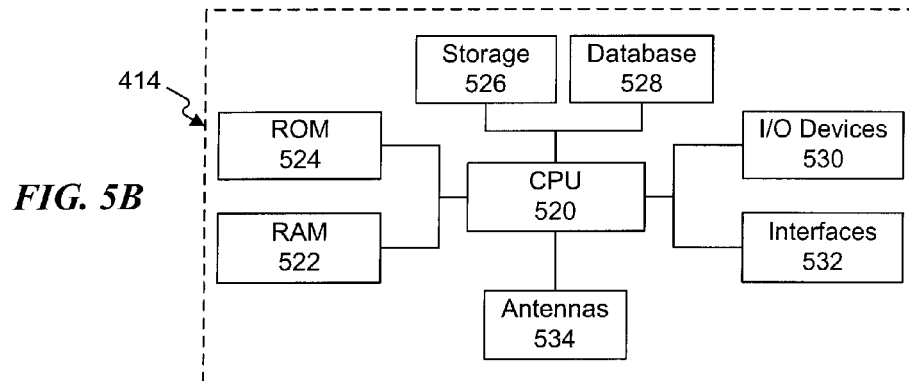 Storage
526
Database
528
414
ROM
524
I/O Devices
530
CPU
520
FIG. 5B
RAM
522
Interfaces
532
Antennas
534